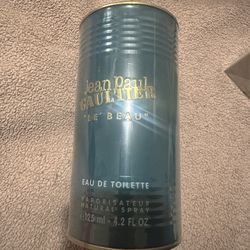 Jean Paul
GAULTIER
"LE BEAU"
EAU DE TOILETTE
VAPORISATEUR
NATURAL SPRAY
℮125 ml - 4.2 FL OZ